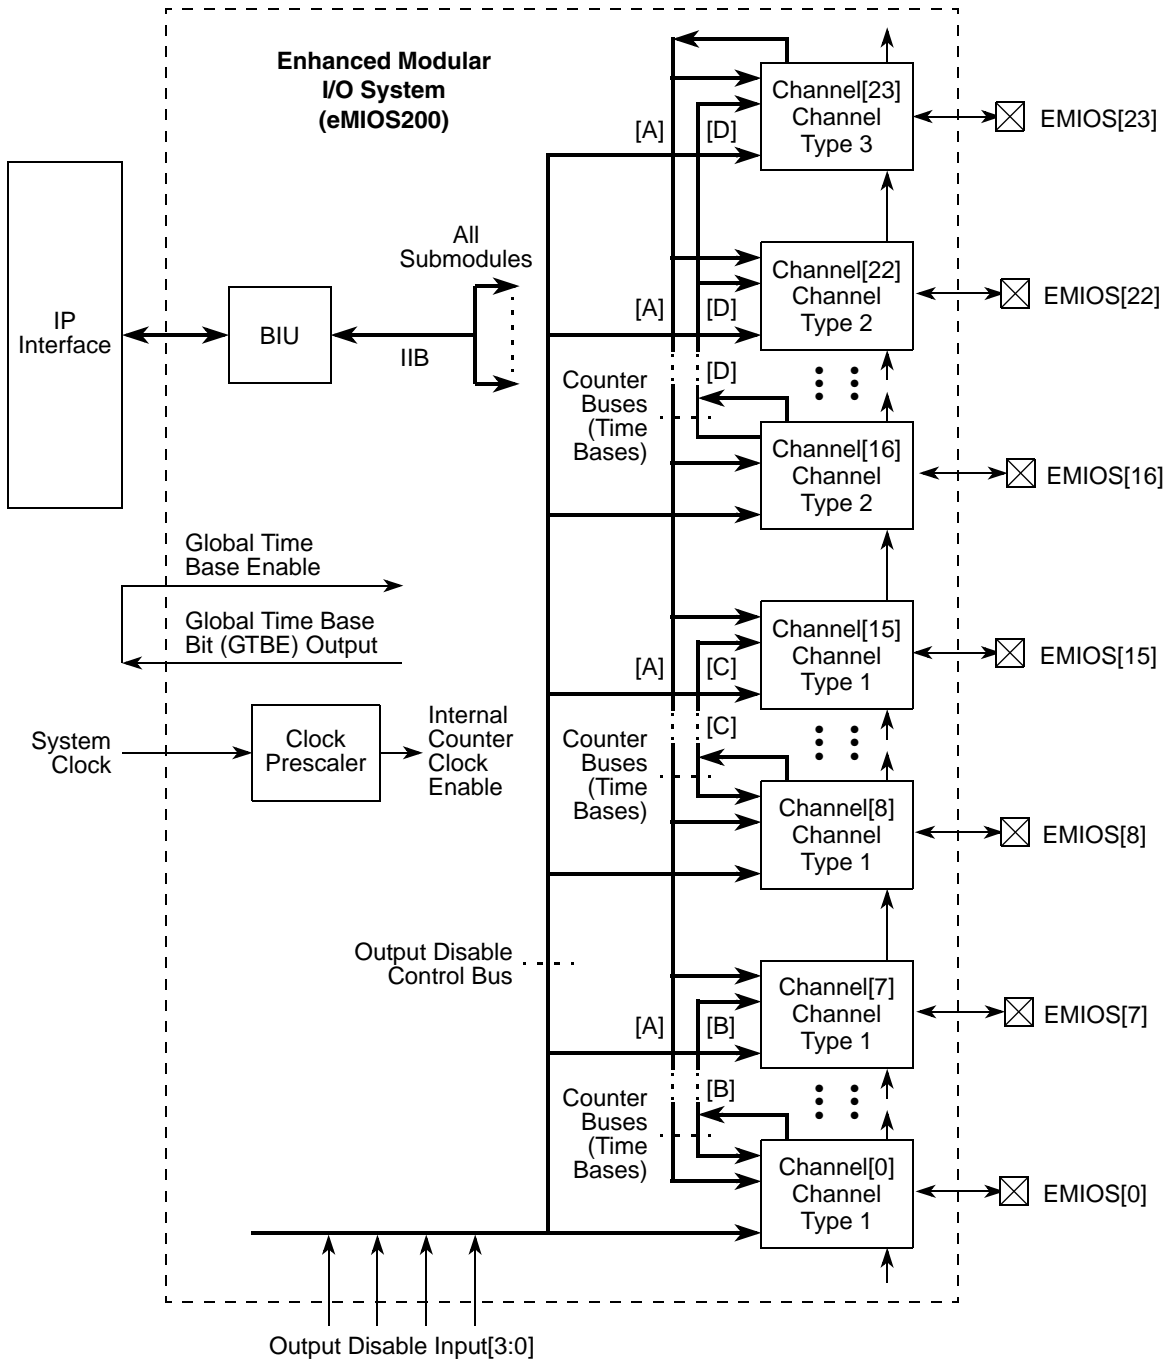 Enhanced Modular
I/O System
(eMIOS200)
IP
Interface
BIU
IIB
All
Submodules
Global Time
Base Enable
Global Time Base
Bit (GTBE) Output
System
Clock
Clock
Prescaler
Internal
Counter
Clock
Enable
Output Disable
Control Bus
Output Disable Input[3:0]
[A]
[D]
Channel[23]
Channel
Type 3
EMIOS[23]
[A]
[D]
Channel[22]
Channel
Type 2
EMIOS[22]
[D]
Counter
Buses
(Time
Bases)
Channel[16]
Channel
Type 2
EMIOS[16]
[A]
[C]
Channel[15]
Channel
Type 1
EMIOS[15]
[C]
Counter
Buses
(Time
Bases)
Channel[8]
Channel
Type 1
EMIOS[8]
[A]
[B]
Channel[7]
Channel
Type 1
EMIOS[7]
[B]
Counter
Buses
(Time
Bases)
Channel[0]
Channel
Type 1
EMIOS[0]